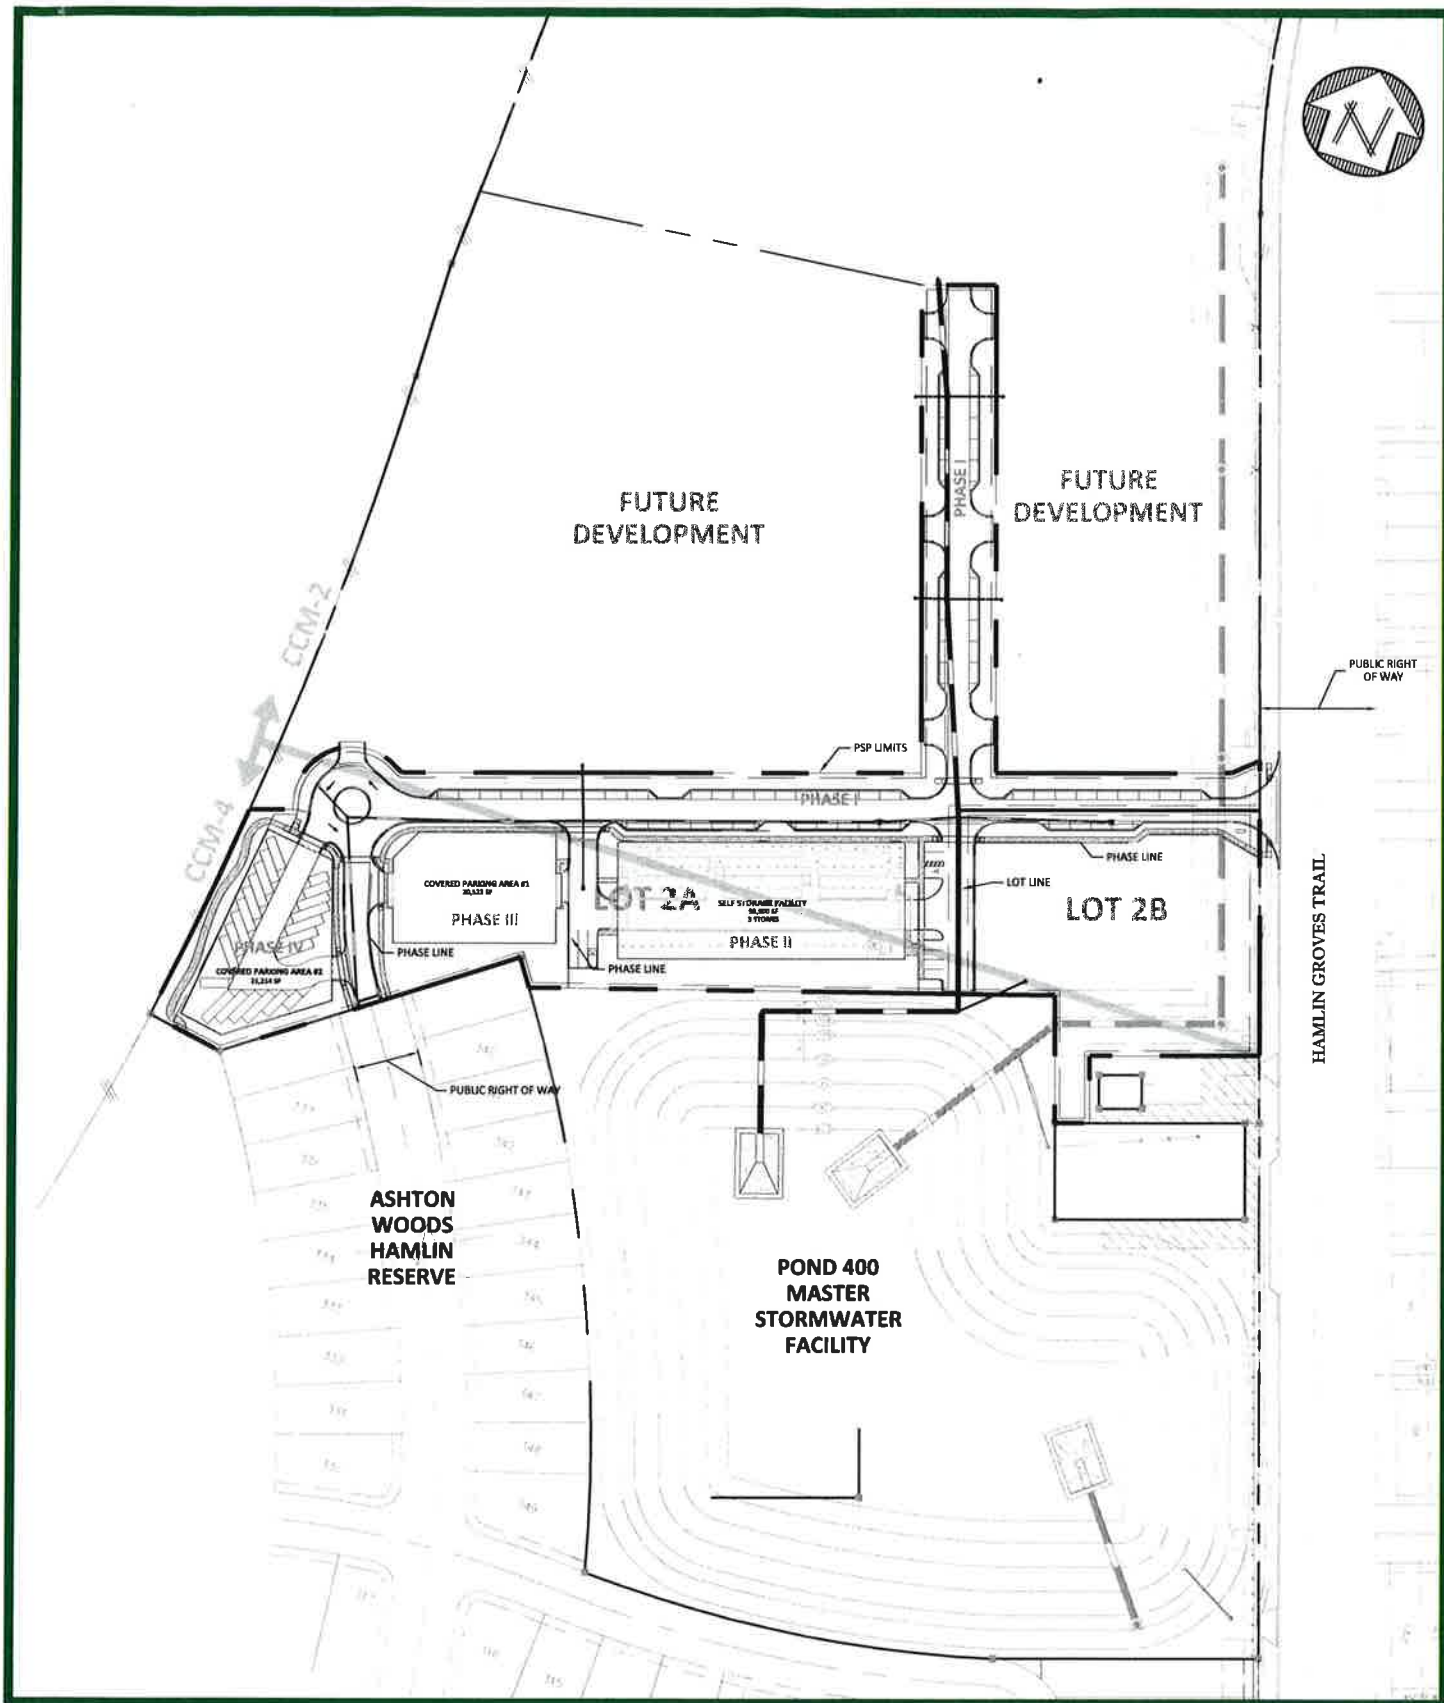 N
FUTURE
DEVELOPMENT
FUTURE
DEVELOPMENT
PHASE I
CCM-2
CCM-4
PUBLIC RIGHT
OF WAY
PSP LIMITS
PHASE I
PHASE LINE
LOT LINE
COVERED PARKING AREA #1
PHASE III
LOT 2A
SELF STORAGE FACILITY
3 STORIES
PHASE II
LOT 2B
HAMLIN GROVES TRAIL
PHASE IV
COVERED PARKING AREA #2
PHASE LINE
PHASE LINE
PUBLIC RIGHT OF WAY
ASHTON
WOODS
HAMLIN
RESERVE
POND 400
MASTER
STORMWATER
FACILITY